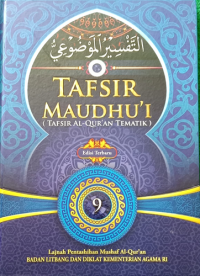 التفسير الموضوعي
TAFSIR
MAUDHU'I
( TAFSIR AL-QUR'AN TEMATIK )
Edisi Terbaru
9
Lajnah Pentashihan Mushaf Al-Qur'an
BADAN LITBANG DAN DIKLAT KEMENTERIAN AGAMA RI